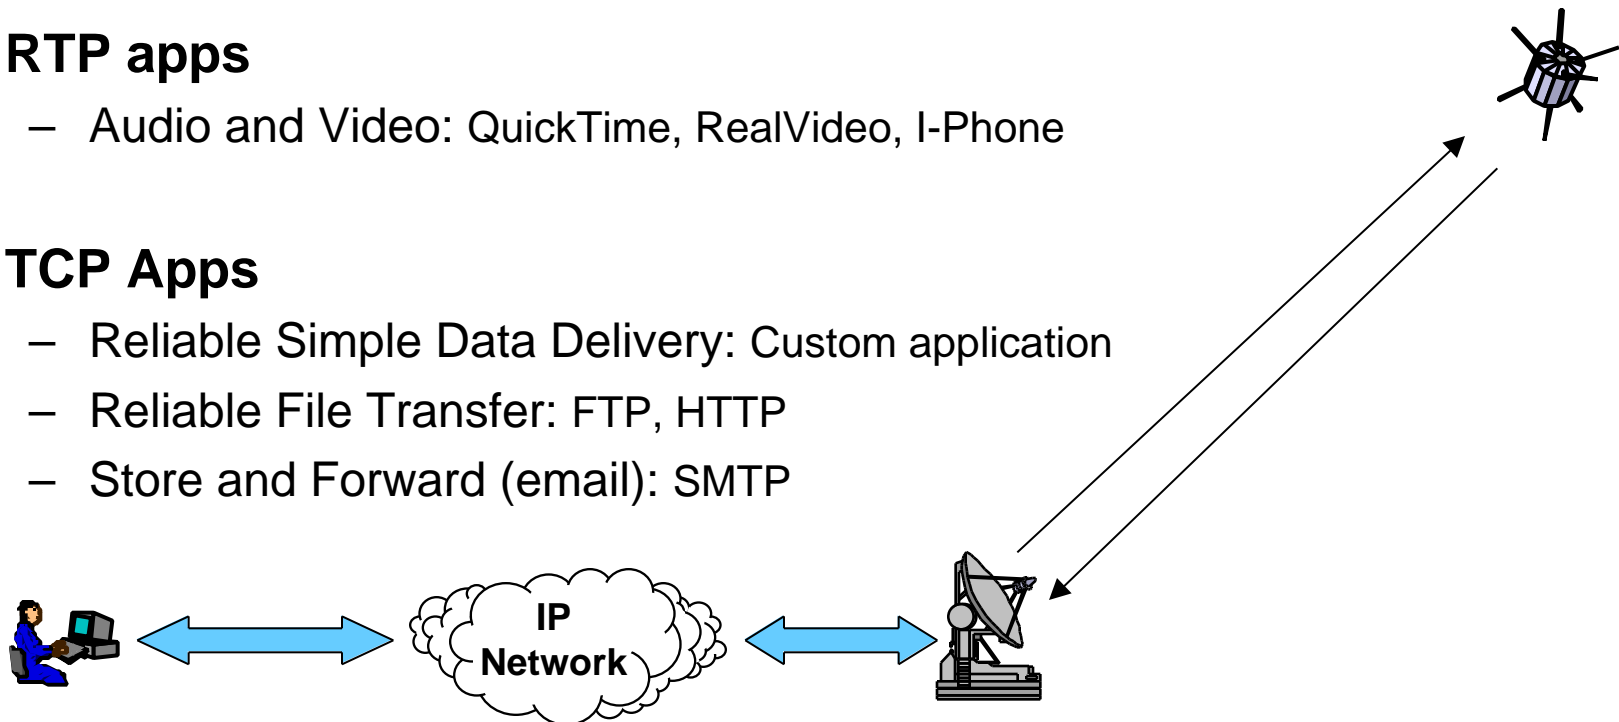 RTP apps
– Audio and Video: QuickTime, RealVideo, I-Phone
TCP Apps
– Reliable Simple Data Delivery: Custom application
– Reliable File Transfer: FTP, HTTP
– Store and Forward (email): SMTP
IP
Network